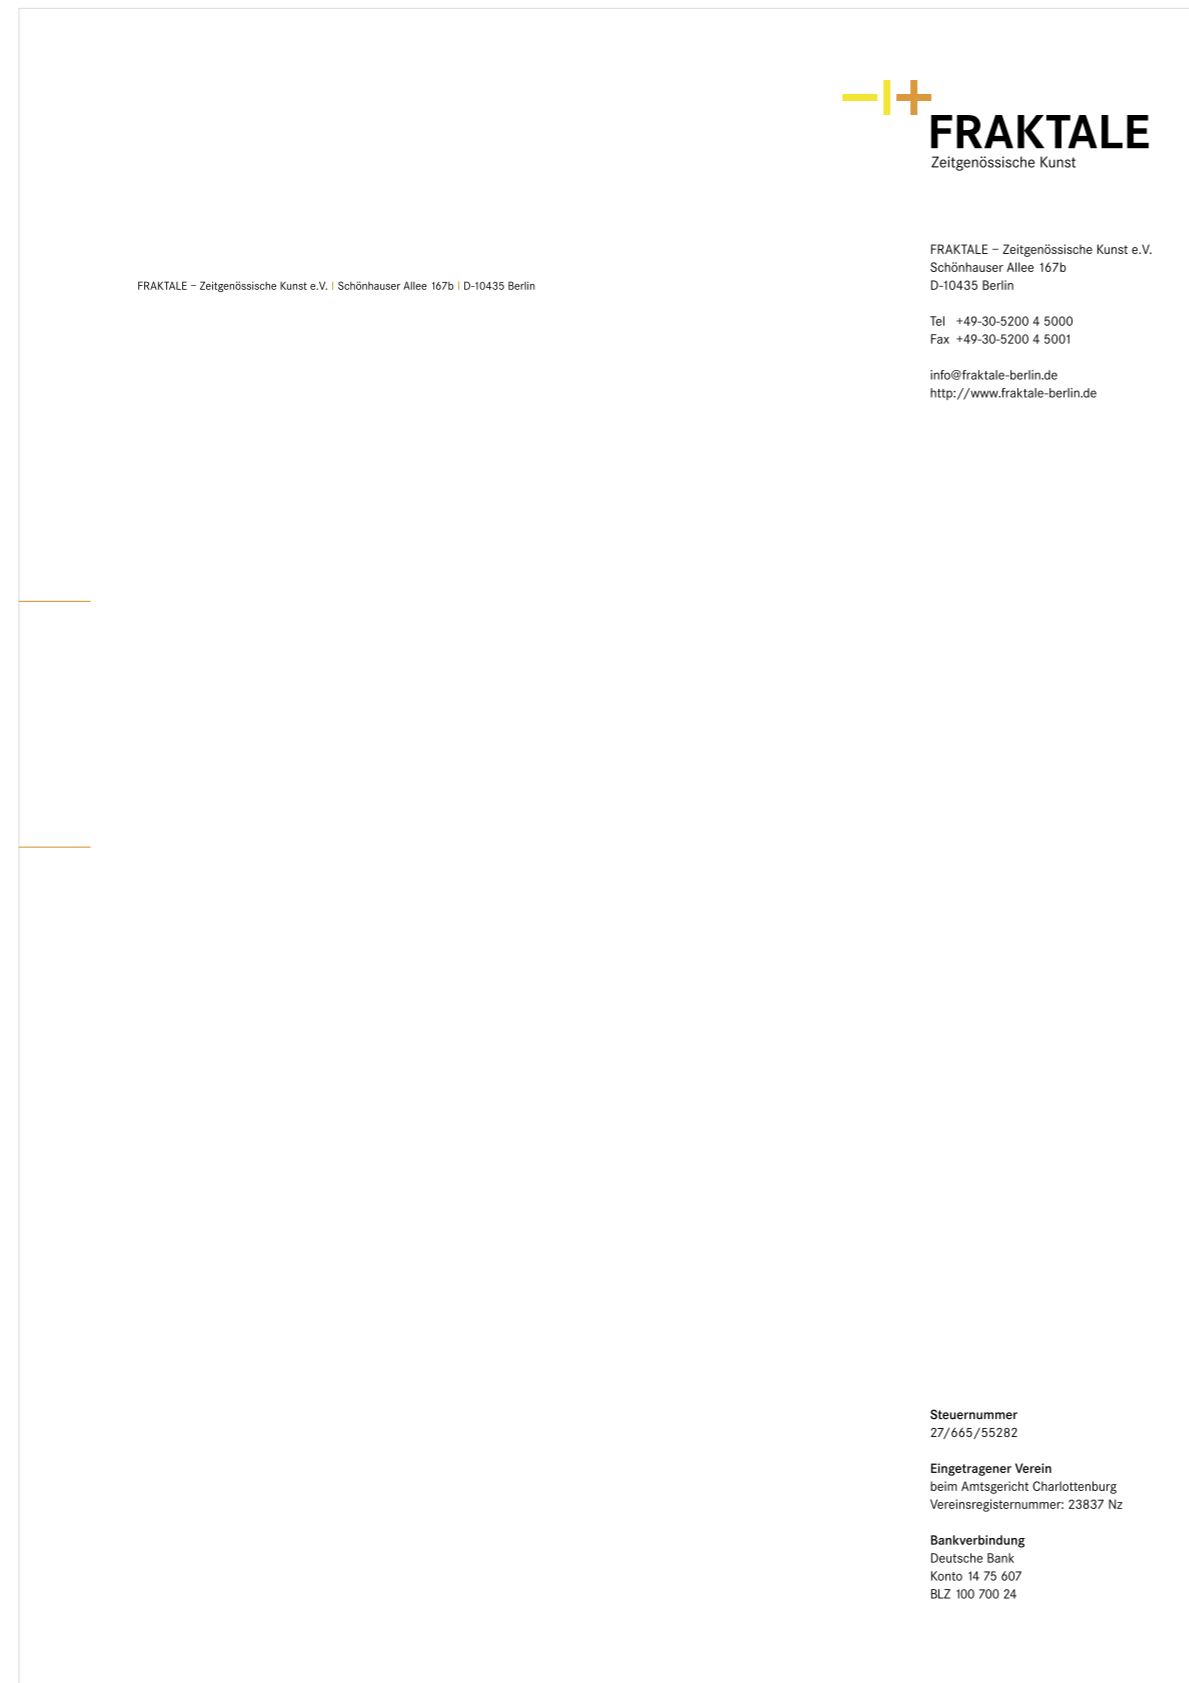 FRAKTALE
Zeitgenössische Kunst
FRAKTALE – Zeitgenössische Kunst e.V. | Schönhauser Allee 167b | D-10435 Berlin
FRAKTALE – Zeitgenössische Kunst e.V.
Schönhauser Allee 167b
D-10435 Berlin
Tel +49-30-5200 4 5000
Fax +49-30-5200 4 5001
info@fraktale-berlin.de
http://www.fraktale-berlin.de
Steuernummer
27/665/55282
Eingetragener Verein
beim Amtsgericht Charlottenburg
Vereinsregisternummer: 23837 Nz
Bankverbindung
Deutsche Bank
Konto 14 75 607
BLZ 100 700 24